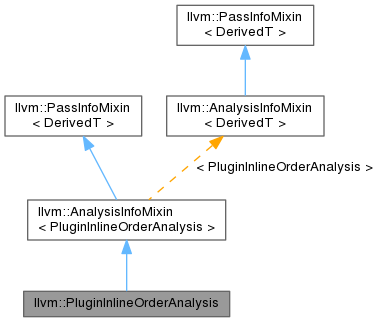 llvm::PassInfoMixin
< DerivedT >
llvm::PassInfoMixin
< DerivedT >
llvm::AnalysisInfoMixin
< DerivedT >
< PluginInlineOrderAnalysis >
llvm::AnalysisInfoMixin
< PluginInlineOrderAnalysis >
llvm::PluginInlineOrderAnalysis